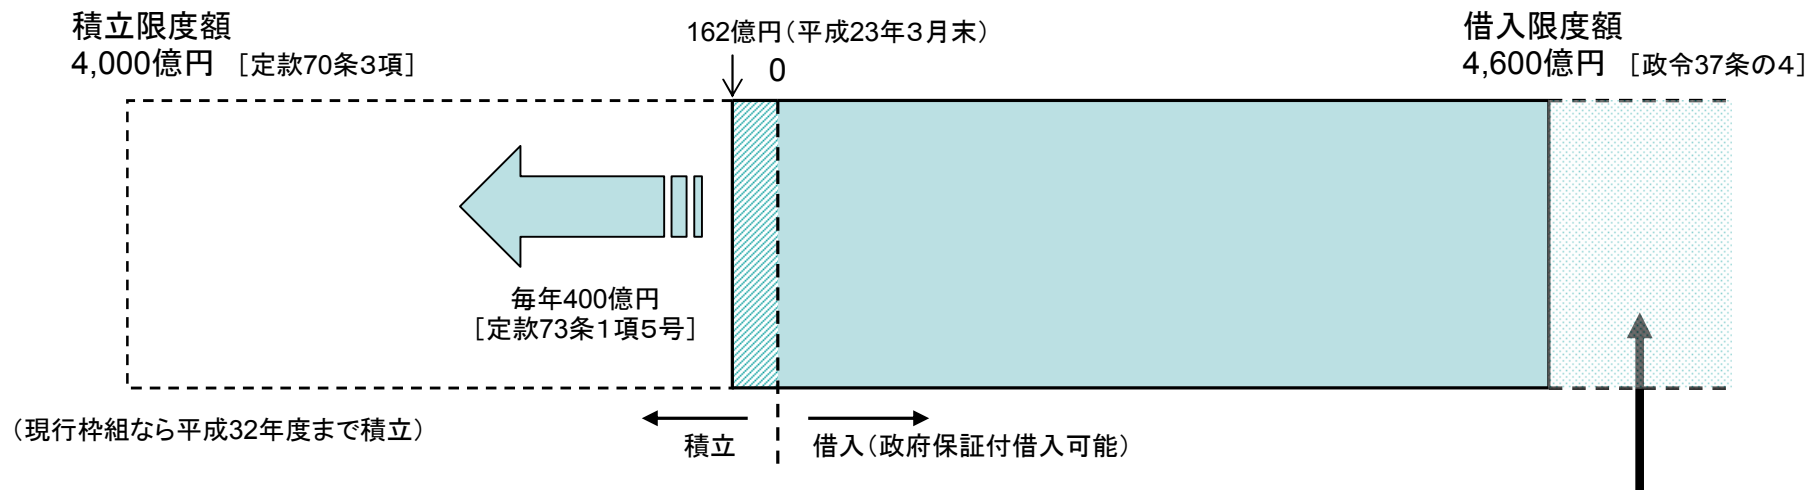 積立限度額
4,000億円 [定款70条3項]
162億円(平成23年3月末)
0
借入限度額
4,600億円 [政令37条の4]
毎年400億円
[定款73条1項5号]
(現行枠組なら平成32年度まで積立)
積立
借入(政府保証付借入可能)